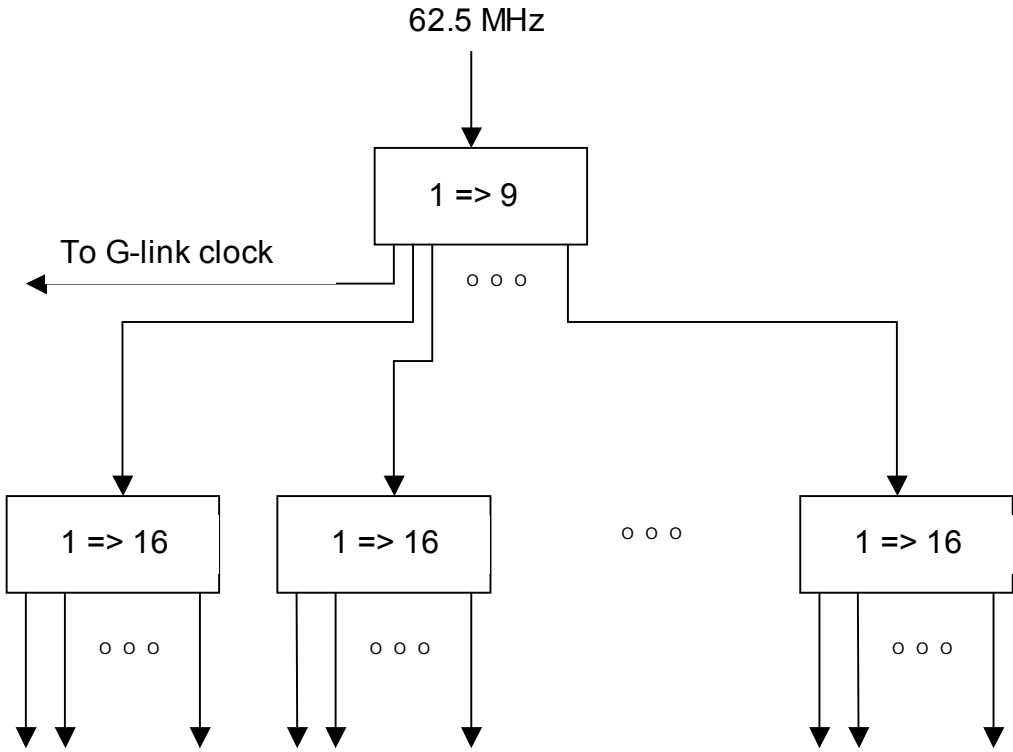 62.5 MHz
1 => 9
To G-link clock
o o o
1 => 16
1 => 16
o o o
1 => 16
o o o
o o o
o o o